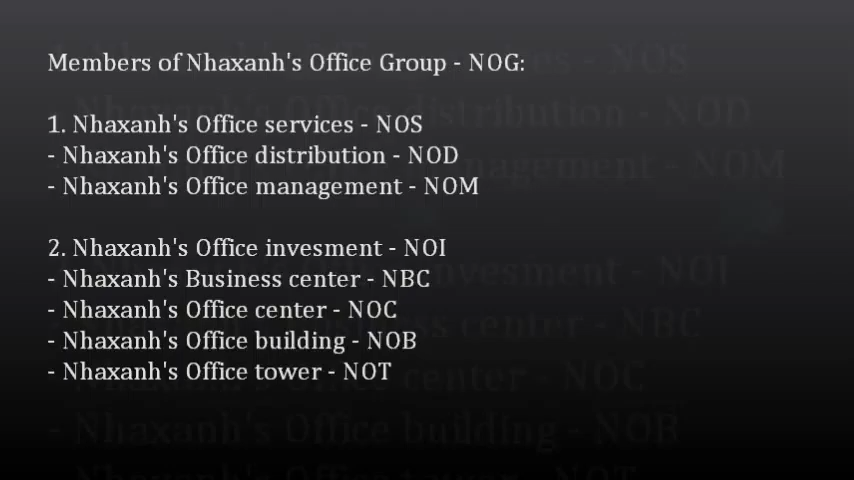 Members of Nhaxanh's Office Group - NOG:
1. Nhaxanh's Office services - NOS
- Nhaxanh's Office distribution - NOD
- Nhaxanh's Office management - NOM
2. Nhaxanh's Office invesment - NOI
- Nhaxanh's Business center - NBC
- Nhaxanh's Office center - NOC
- Nhaxanh's Office building - NOB
- Nhaxanh's Office tower - NOT